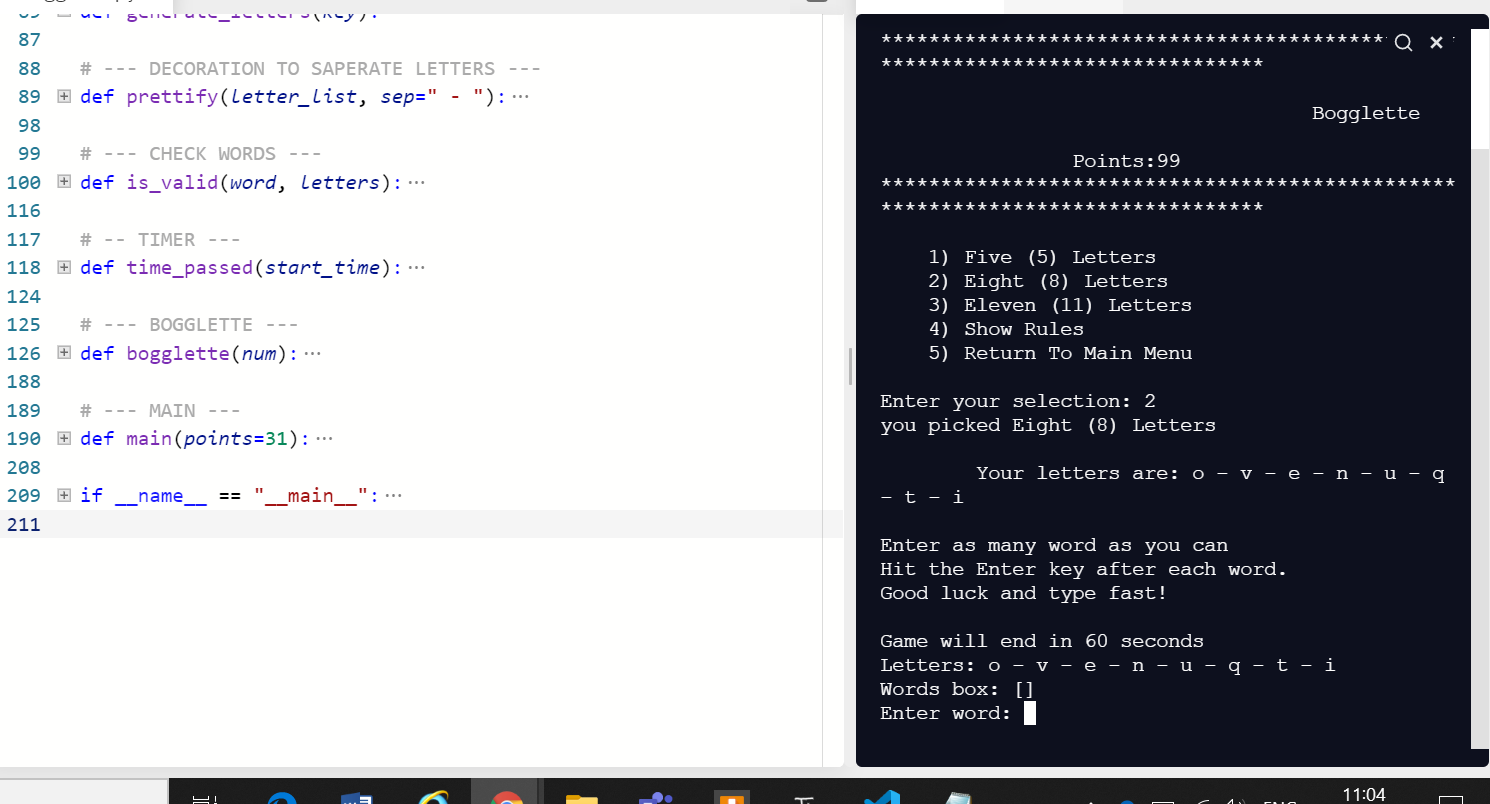 87
88 # --- DECORATION TO SAPERATE LETTERS ---
89 def prettify(letter_list, sep=" - "):···
98
99 # --- CHECK WORDS ---
100 def is_valid(word, letters):···
116
117 # -- TIMER ---
118 def time_passed(start_time):···
124
125 # --- BOGGLETTE ---
126 def bogglette(num):···
188
189 # --- MAIN ---
190 def main(points=31):···
208
209 if __name__ == "__main__":···
211
******************************************
********************************
Bogglette
Points:99
************************************************
********************************
1) Five (5) Letters
2) Eight (8) Letters
3) Eleven (11) Letters
4) Show Rules
5) Return To Main Menu
Enter your selection: 2
you picked Eight (8) Letters
Your letters are: o - v - e - n - u - q
- t - i
Enter as many word as you can
Hit the Enter key after each word.
Good luck and type fast!
Game will end in 60 seconds
Letters: o - v - e - n - u - q - t - i
Words box: []
Enter word:
11:04